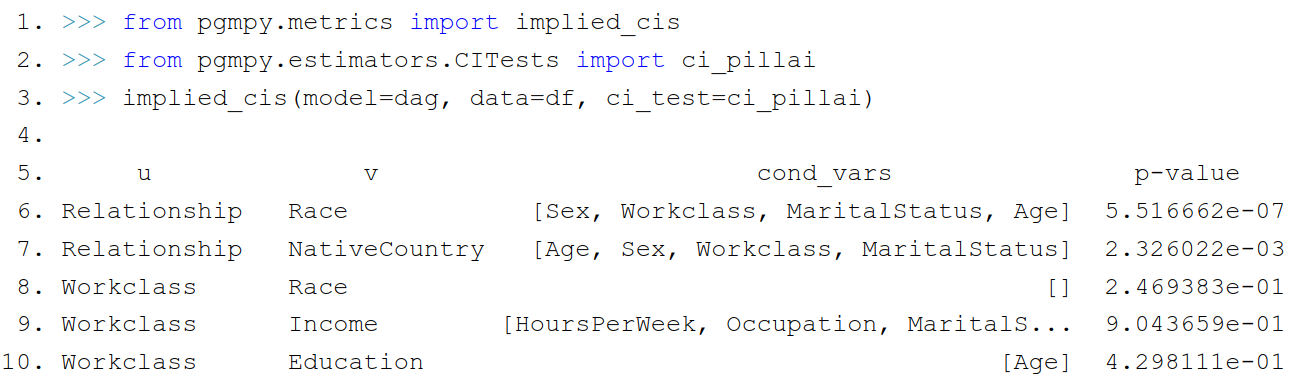 1. >>> from pgmpy.metrics import implied_cis
2. >>> from pgmpy.estimators.CITests import ci_pillai
3. >>> implied_cis(model=dag, data=df, ci_test=ci_pillai)
4.
5. u v cond_vars p-value
6. Relationship Race [Sex, Workclass, MaritalStatus, Age] 5.516662e-07
7. Relationship NativeCountry [Age, Sex, Workclass, MaritalStatus] 2.326022e-03
8. Workclass Race [] 2.469383e-01
9. Workclass Income [HoursPerWeek, Occupation, MaritalS... 9.043659e-01
10. Workclass Education [Age] 4.298111e-01